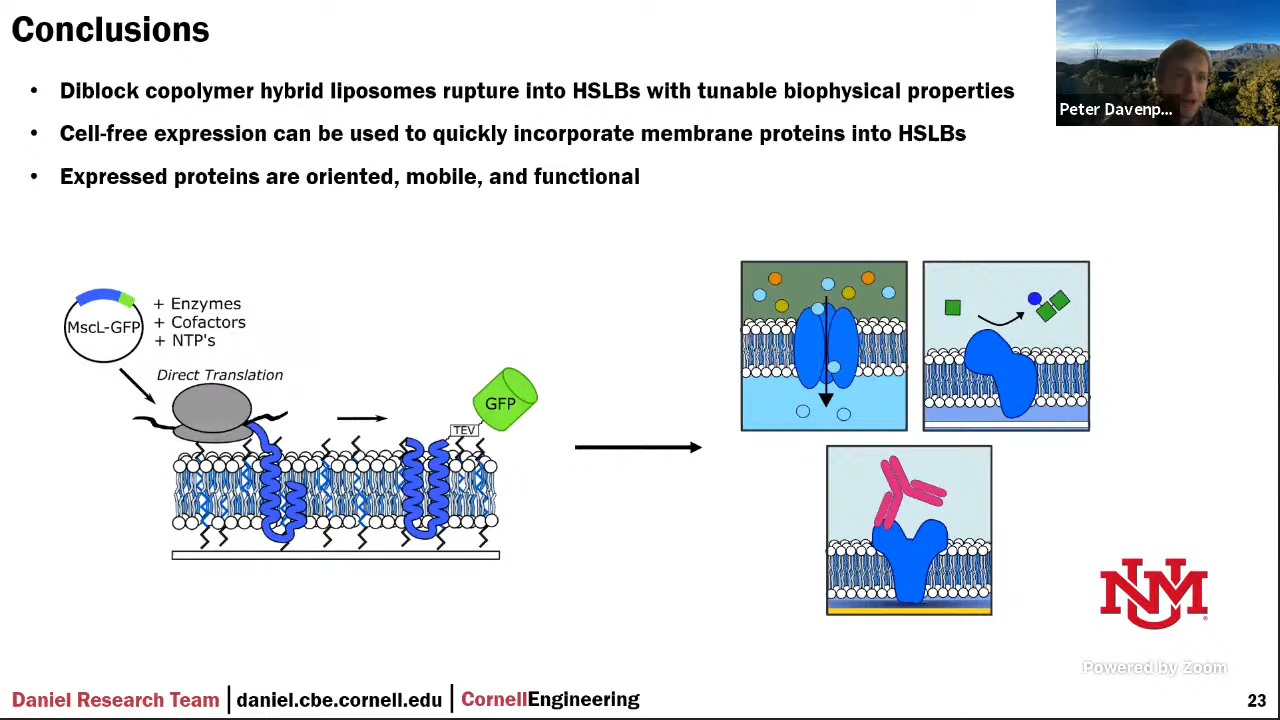 Conclusions
Peter Davenp...
• Diblock copolymer hybrid liposomes rupture into HSLBs with tunable biophysical properties
• Cell-free expression can be used to quickly incorporate membrane proteins into HSLBs
• Expressed proteins are oriented, mobile, and functional
MscL-GFP
+ Enzymes
+ Cofactors
+ NTP's
Direct Translation
GFP
TEV
UNM
Powered by Zoom
Daniel Research Team | daniel.cbe.cornell.edu | CornellEngineering
23